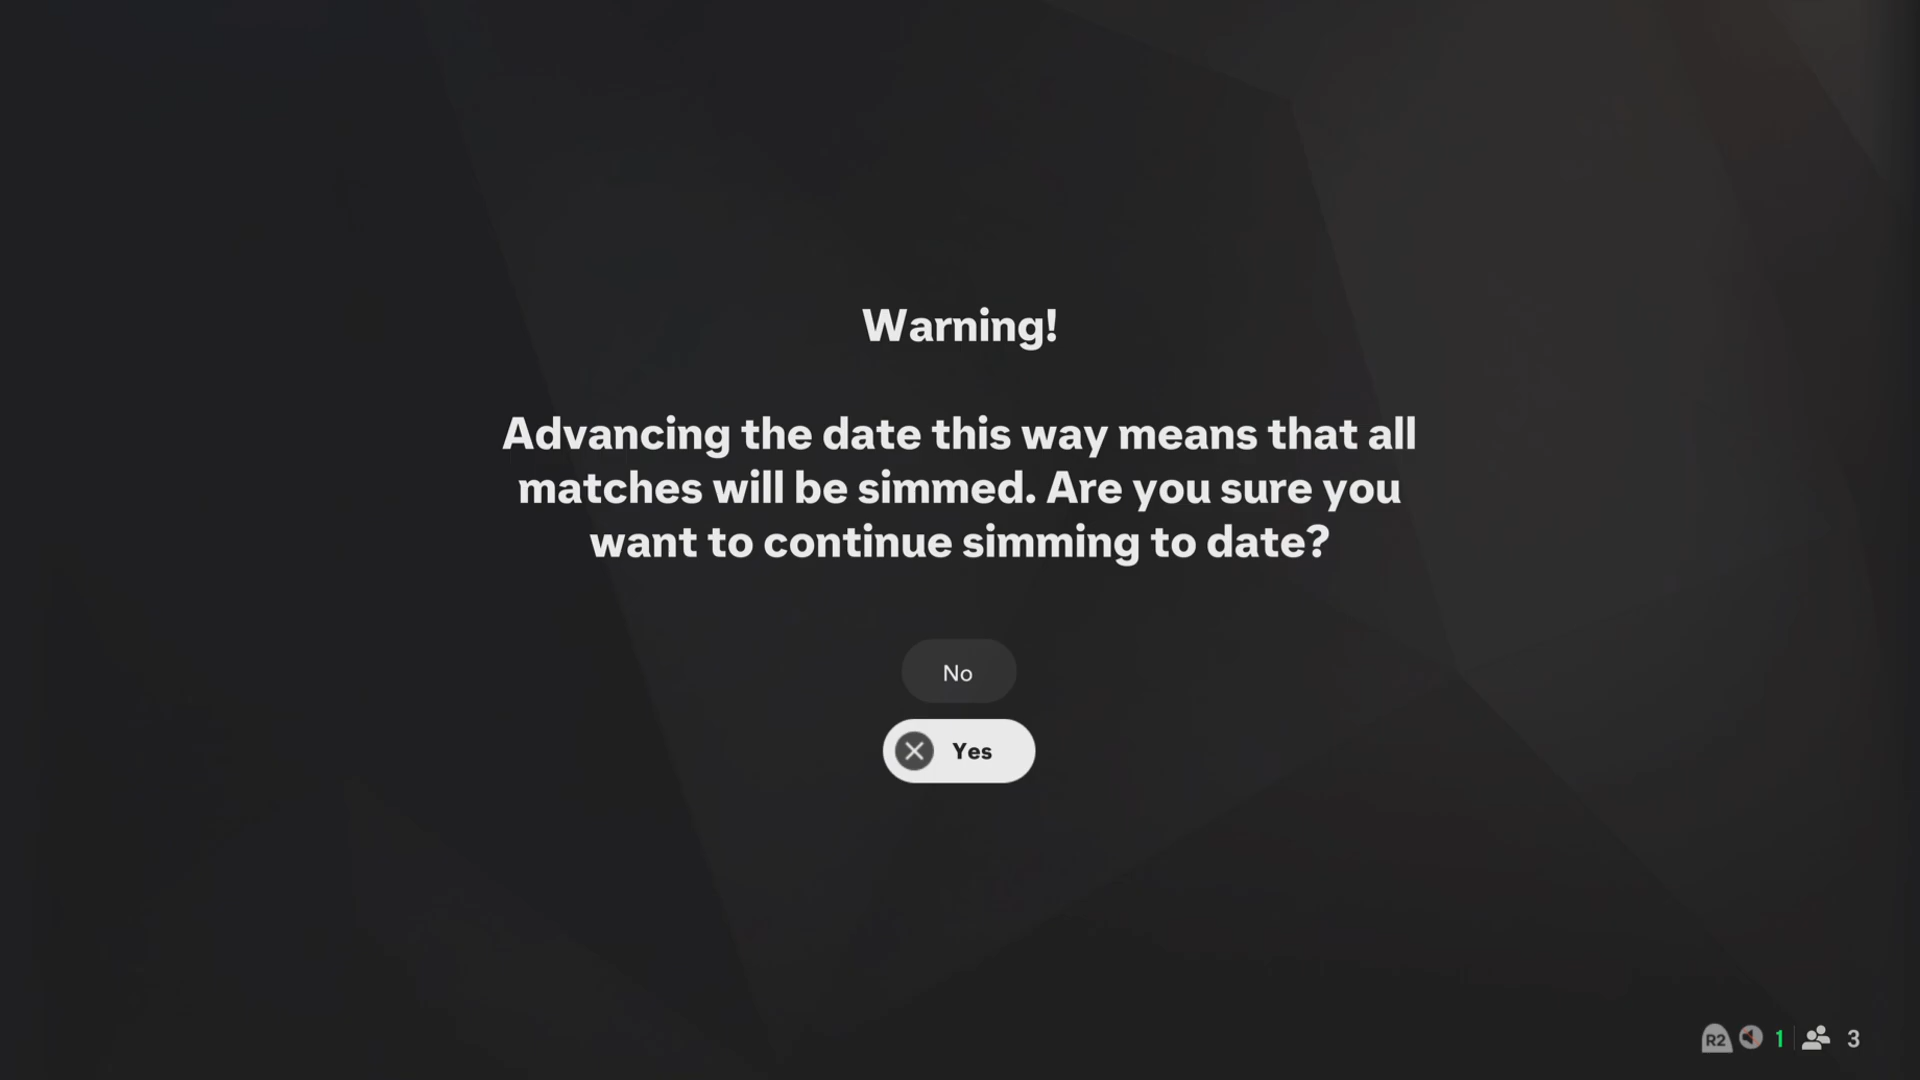 Warning!
Advancing the date this way means that all
matches will be simmed. Are you sure you
want to continue simming to date?
No
Yes
R2 1 3